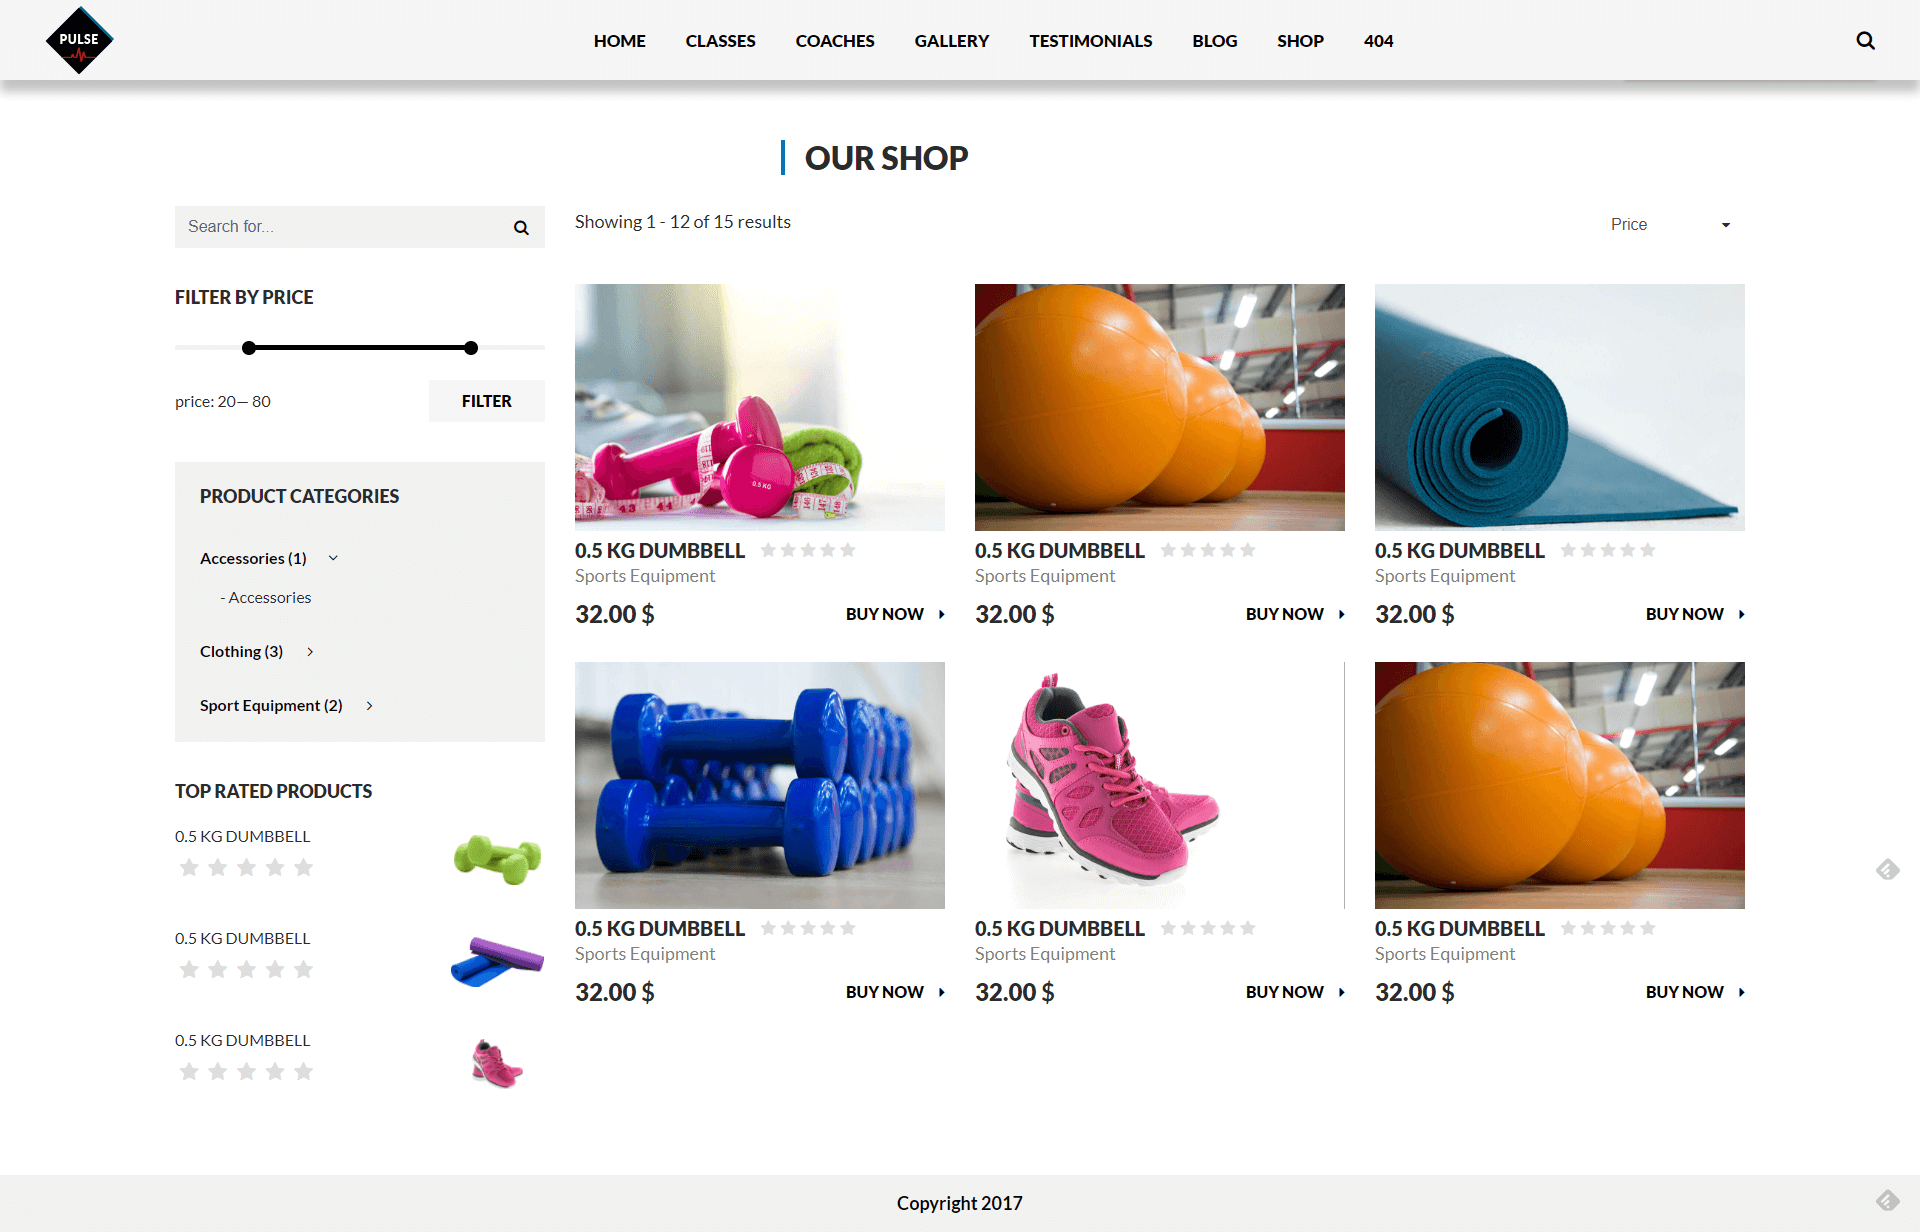 PULSE
HOME CLASSES COACHES GALLERY TESTIMONIALS BLOG SHOP 404
OUR SHOP
Search for...
Showing 1 - 12 of 15 results
Price
FILTER BY PRICE
price: 20— 80
FILTER
PRODUCT CATEGORIES
Accessories (1)
- Accessories
Clothing (3)
Sport Equipment (2)
TOP RATED PRODUCTS
0.5 KG DUMBBELL
0.5 KG DUMBBELL
0.5 KG DUMBBELL
0.5 KG
0.5 KG DUMBBELL
Sports Equipment
32.00 $ BUY NOW
0.5 KG DUMBBELL
Sports Equipment
32.00 $ BUY NOW
0.5 KG DUMBBELL
Sports Equipment
32.00 $ BUY NOW
0.5 KG DUMBBELL
Sports Equipment
32.00 $ BUY NOW
0.5 KG DUMBBELL
Sports Equipment
32.00 $ BUY NOW
0.5 KG DUMBBELL
Sports Equipment
32.00 $ BUY NOW
Copyright 2017